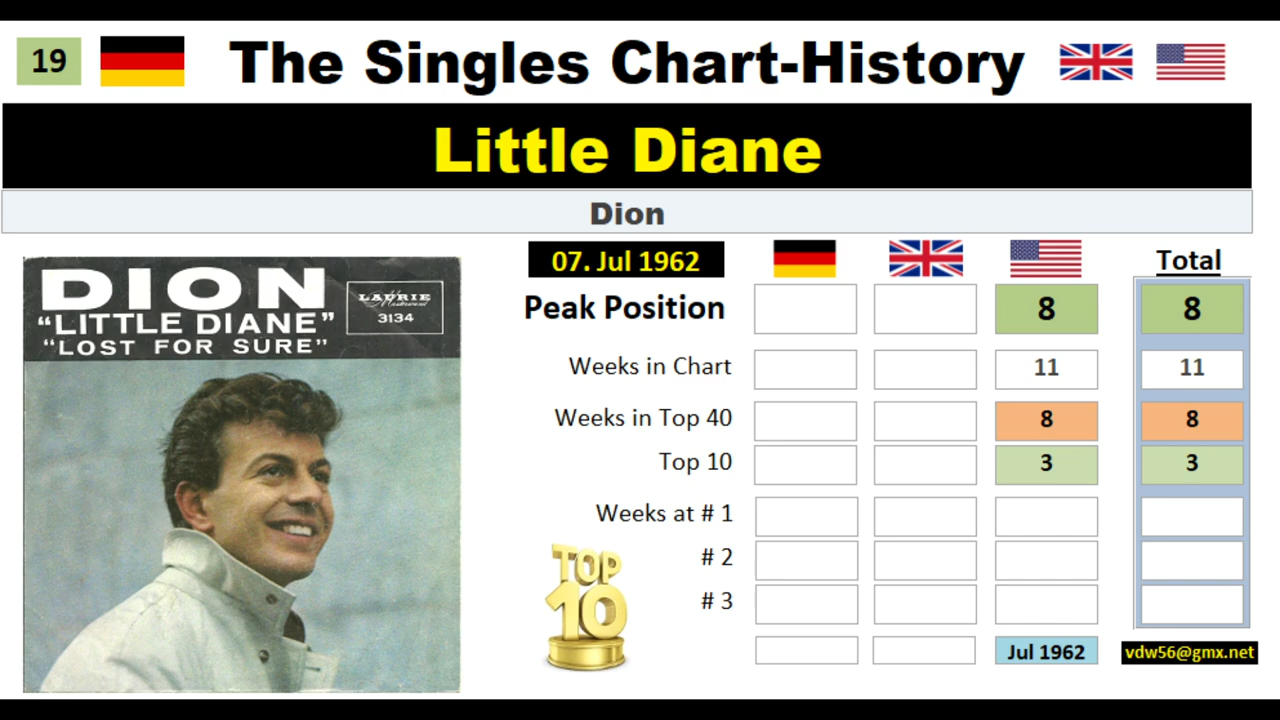 19 The Singles Chart-History
Little Diane
Dion
07. Jul 1962 Total
Peak Position 8 8
Weeks in Chart 11 11
Weeks in Top 40 8 8
Top 10 3 3
Weeks at # 1
# 2
# 3
Jul 1962 vdw56@gmx.net
DION
"LITTLE DIANE"
"LOST FOR SURE"
LAURIE
3134
TOP
10